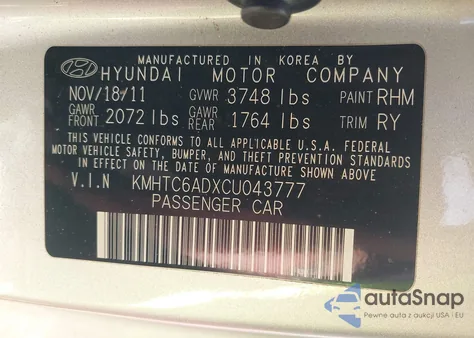 MANUFACTURED IN KOREA BY
HYUNDAI MOTOR COMPANY
NOV/18/11 GVWR 3748 lbs PAINT RHM
GAWR FRONT 2072 lbs GAWR REAR 1764 lbs TRIM RY
THIS VEHICLE CONFORMS TO ALL APPLICABLE U.S.A. FEDERAL
MOTOR VEHICLE SAFETY, BUMPER, AND THEFT PREVENTION STANDARDS
IN EFFECT ON THE DATE OF MANUFACTURE SHOWN ABOVE.
V.I.N KMHTC6ADXCU043777
PASSENGER CAR
autaSnap
Pewne auta z aukcji USA i EU